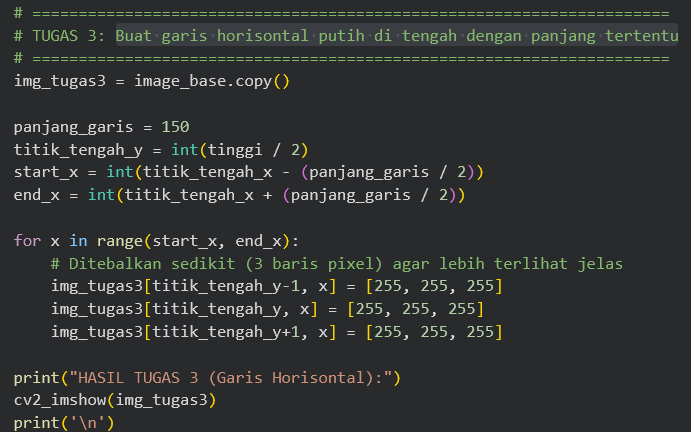 # ======================================================================
# TUGAS 3: Buat garis horisontal putih di tengah dengan panjang tertentu
# ======================================================================
img_tugas3 = image_base.copy()

panjang_garis = 150
titik_tengah_y = int(tinggi / 2)
start_x = int(titik_tengah_x - (panjang_garis / 2))
end_x = int(titik_tengah_x + (panjang_garis / 2))

for x in range(start_x, end_x):
    # Ditebalkan sedikit (3 baris pixel) agar lebih terlihat jelas
    img_tugas3[titik_tengah_y-1, x] = [255, 255, 255]
    img_tugas3[titik_tengah_y, x] = [255, 255, 255]
    img_tugas3[titik_tengah_y+1, x] = [255, 255, 255]

print("HASIL TUGAS 3 (Garis Horisontal):")
cv2_imshow(img_tugas3)
print('\n')